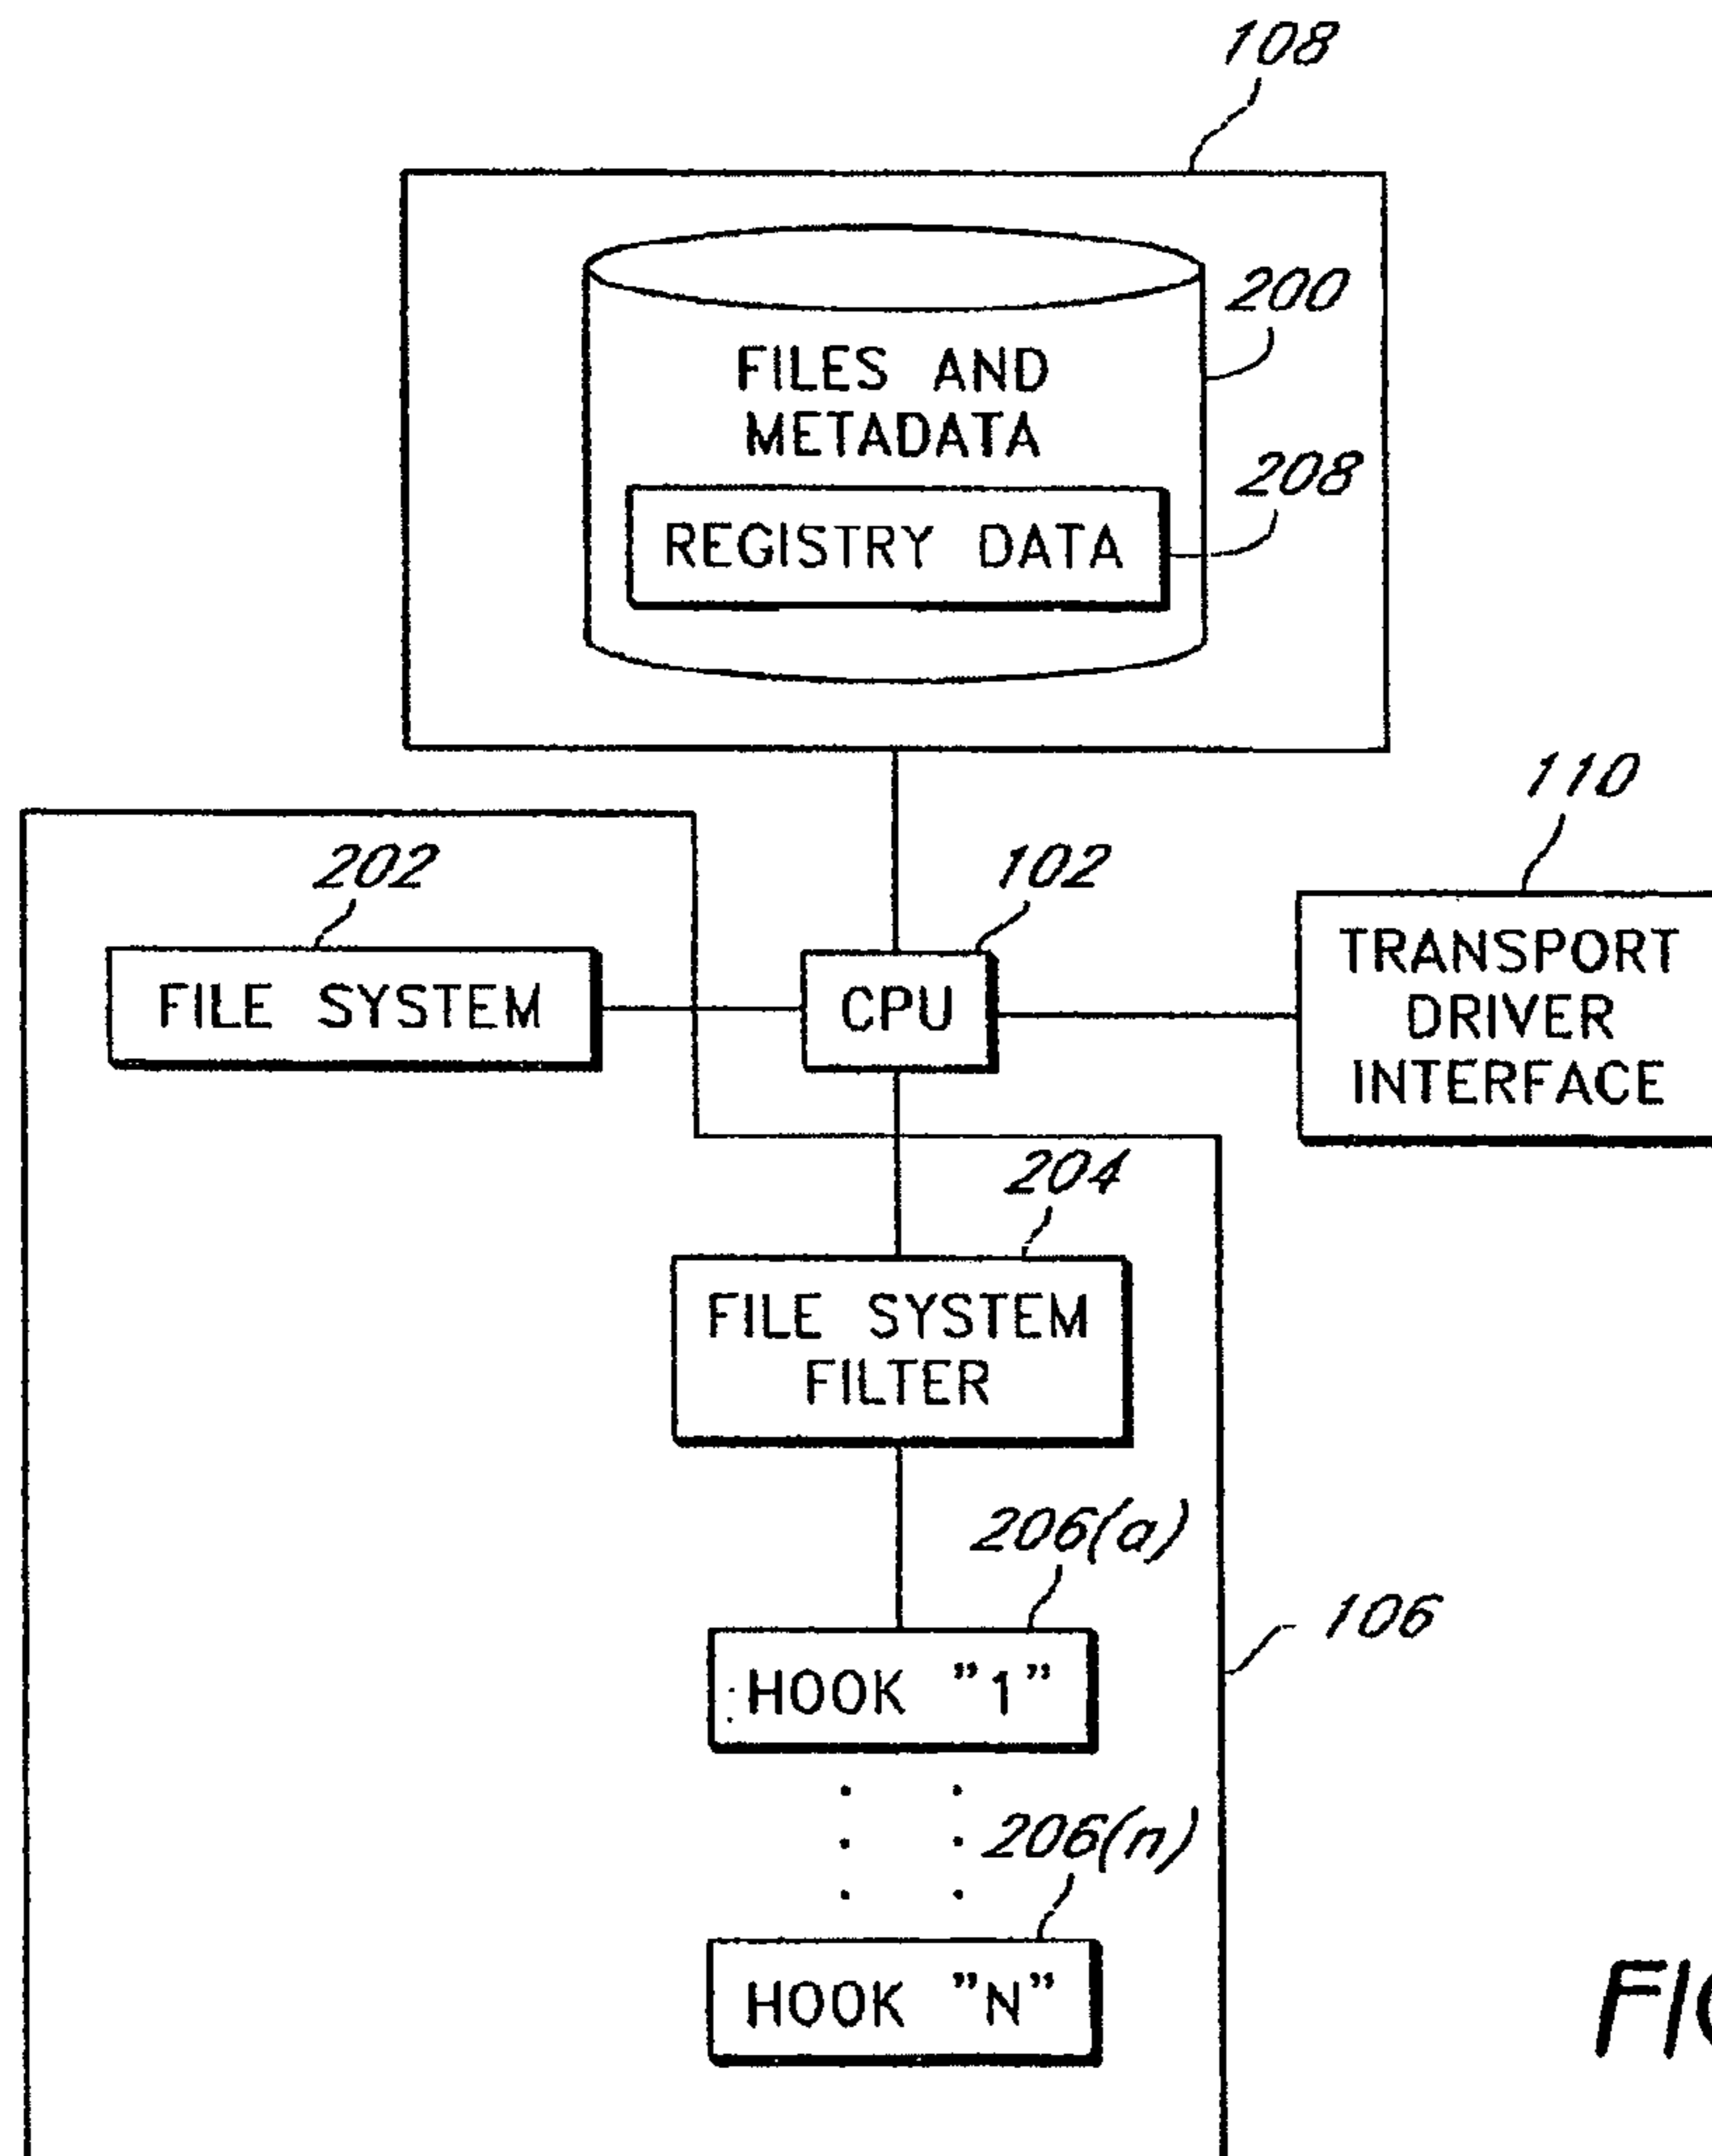 108
200
FILES AND
METADATA
208
REGISTRY DATA
110
202
102
TRANSPORT
DRIVER
INTERFACE
FILE SYSTEM
CPU
204
FILE SYSTEM
FILTER
206(a)
106
HOOK "1"
206(n)
HOOK "N"